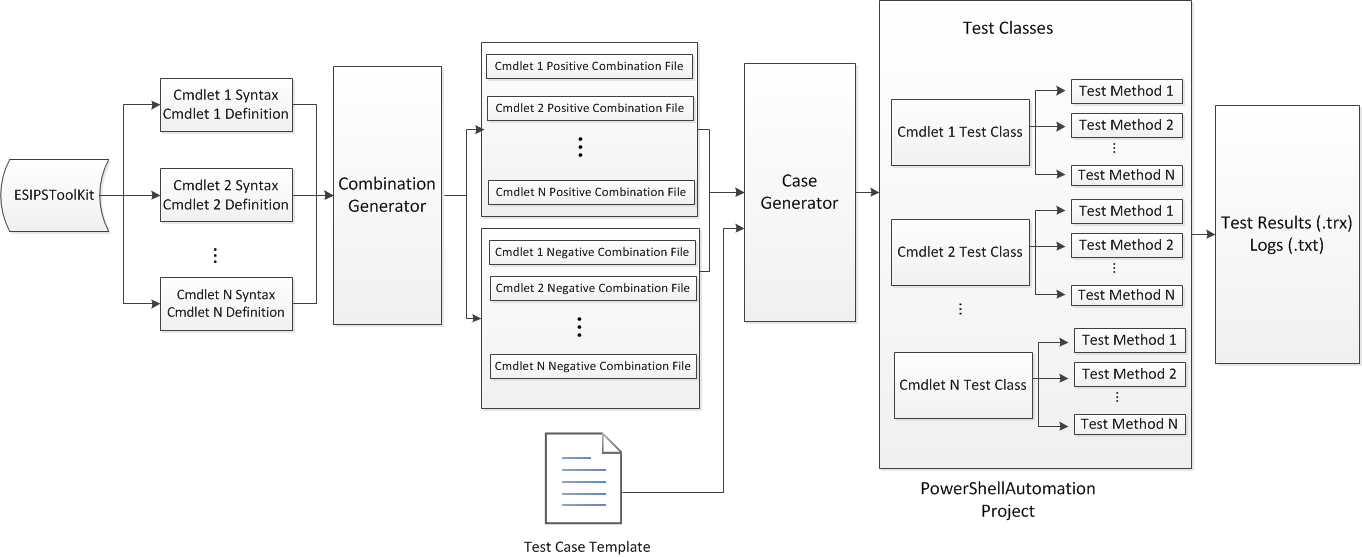 ESIPSToolKit
Cmdlet 1 Syntax
Cmdlet 1 Definition
Cmdlet 2 Syntax
Cmdlet 2 Definition
Cmdlet N Syntax
Cmdlet N Definition
Combination
Generator
Cmdlet 1 Positive Combination File
Cmdlet 2 Positive Combination File
Cmdlet N Positive Combination File
Cmdlet 1 Negative Combination File
Cmdlet 2 Negative Combination File
Cmdlet N Negative Combination File
Test Case Template
Case
Generator
Test Classes
Cmdlet 1 Test Class
Test Method 1
Test Method 2
Test Method N
Cmdlet 2 Test Class
Test Method 1
Test Method 2
Test Method N
Cmdlet N Test Class
Test Method 1
Test Method 2
Test Method N
PowerShellAutomation
Project
Test Results (.trx)
Logs (.txt)